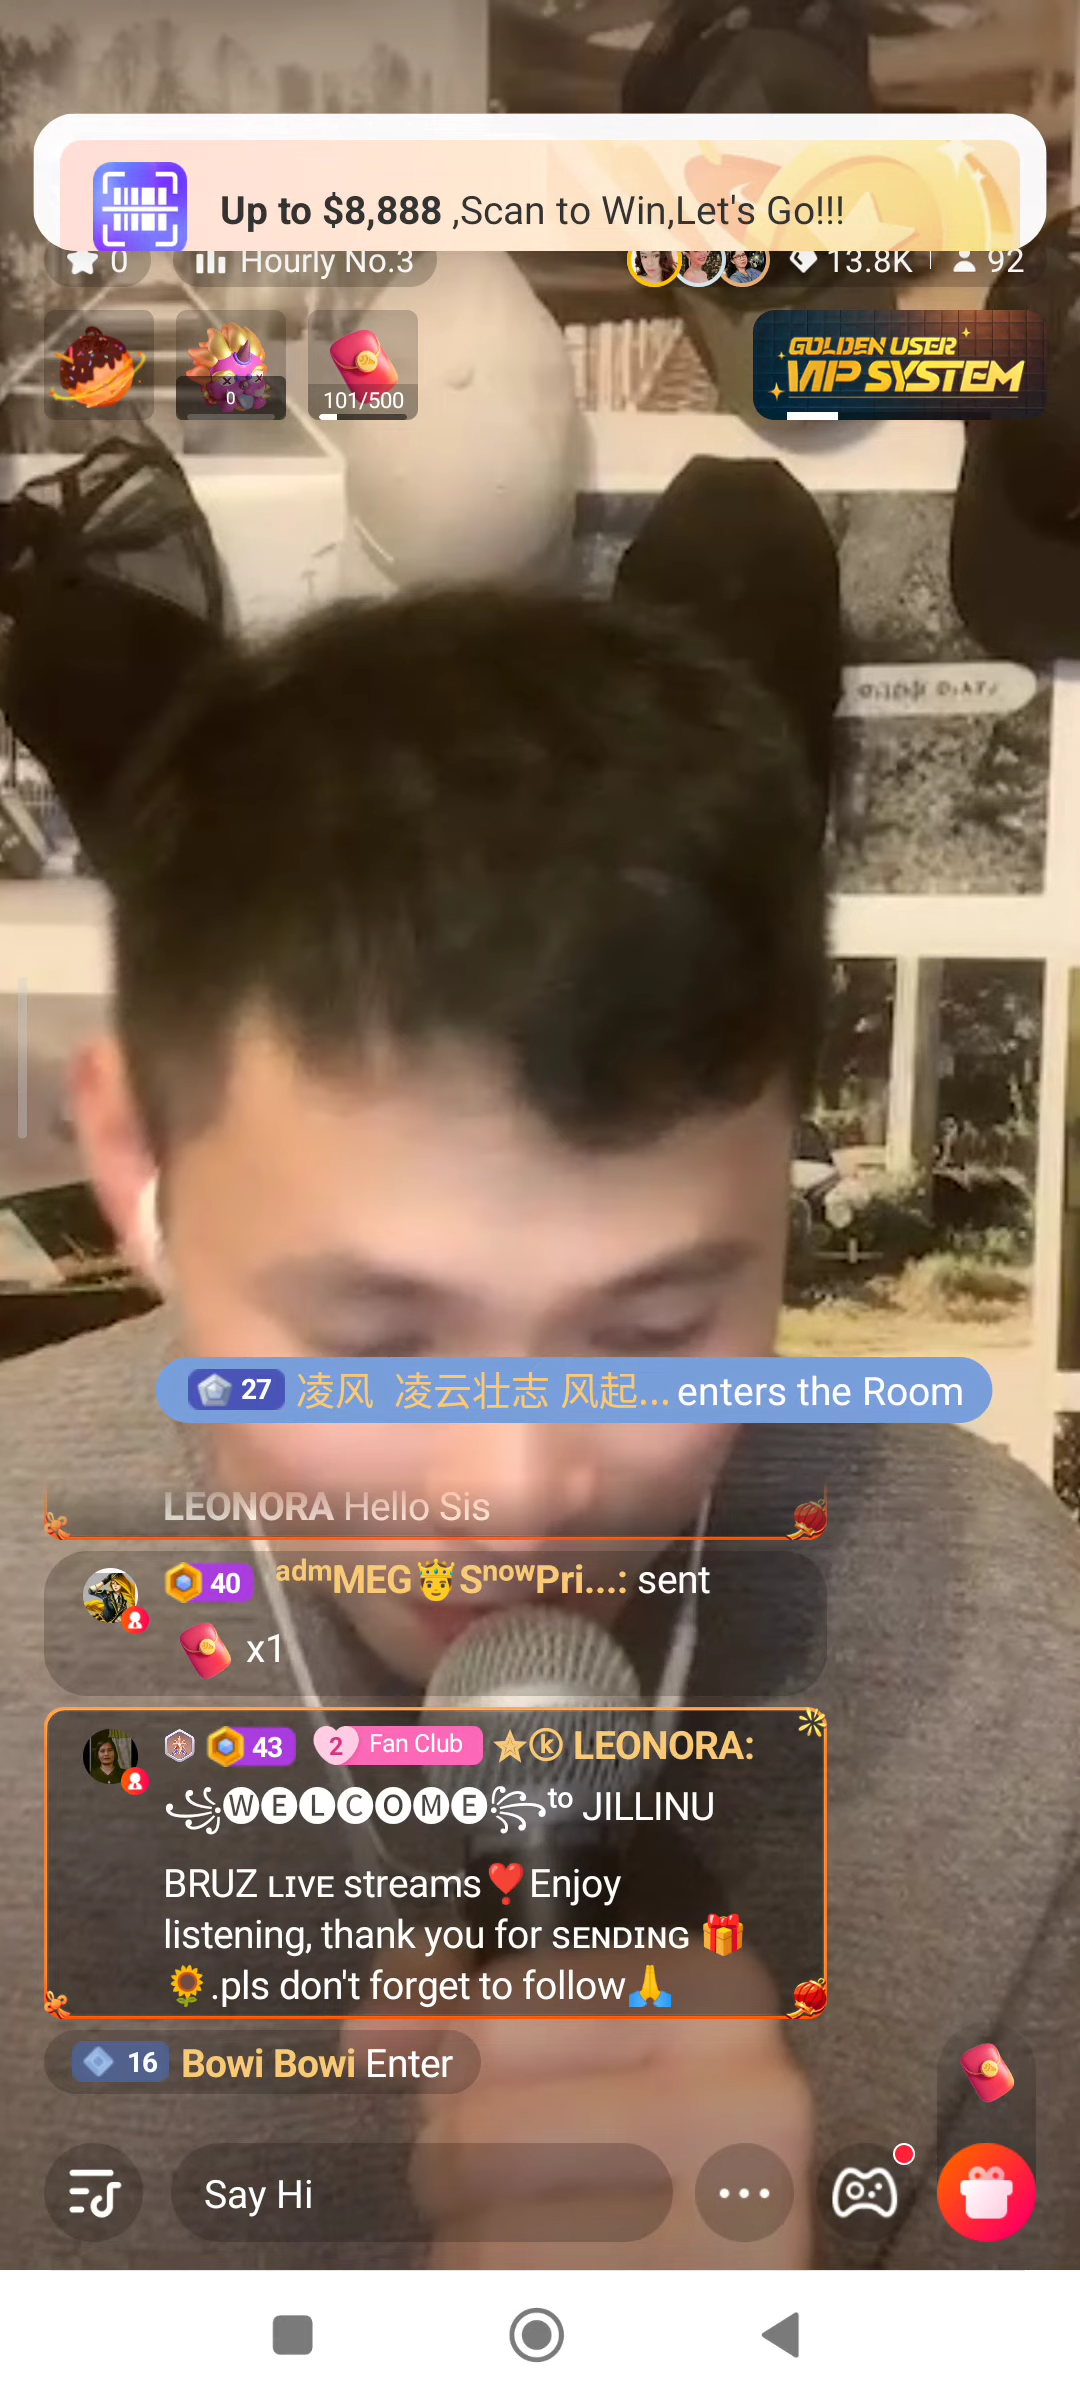 Up to $8,888 ,Scan to Win,Let's Go!!!
0
Hourly No.3
13.8K
92
0
101/500
GOLDEN USER
VIP SYSTEM
27 凌风 凌云壮志 风起... enters the Room
LEONORA Hello Sis
40 ᵃᵈᵐMEG🤴SⁿᵒʷPri...: sent
x1
43 2 Fan Club ⭐ⓚ LEONORA:
꧁🅦🅔🅛🅒🅞🅜🅔꧂ᵗᵒ JILLINU
BRUZ ʟɪᴠᴇ streams❣️Enjoy
listening, thank you for sᴇɴᴅɪɴɢ 🎁
🌻.pls don't forget to follow🙏
16 Bowi Bowi Enter
Say Hi